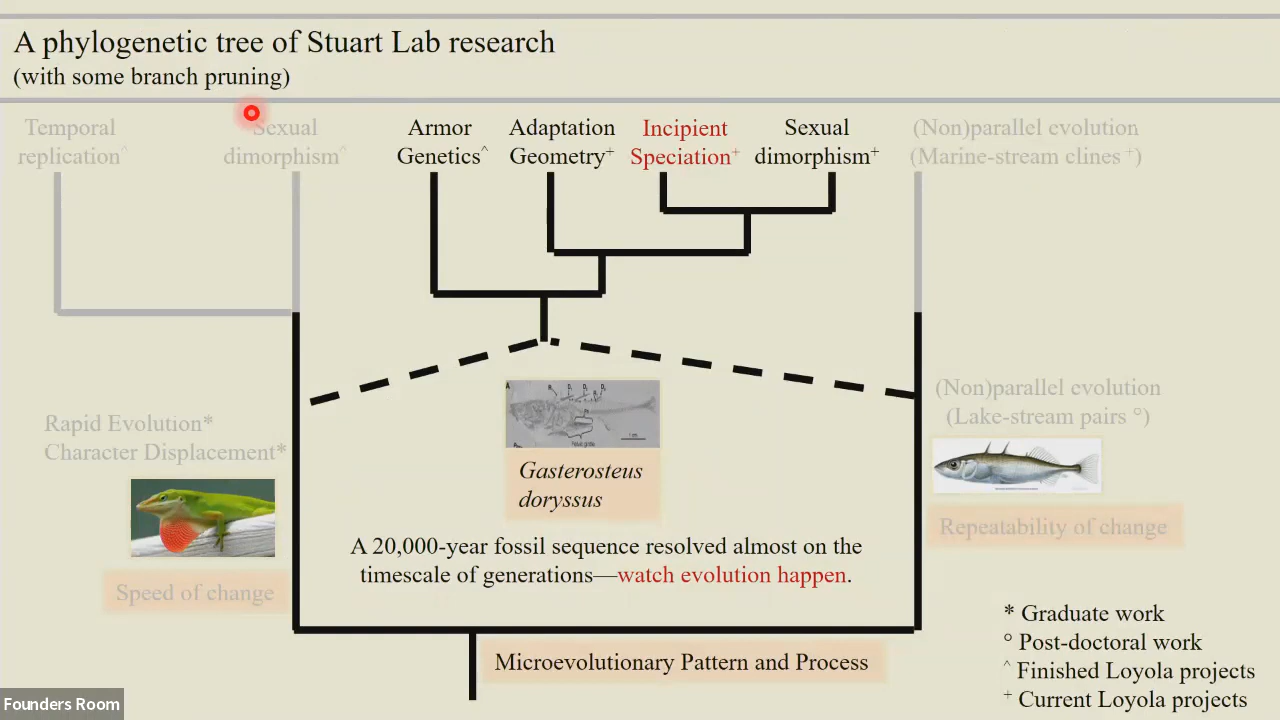 A phylogenetic tree of Stuart Lab research
(with some branch pruning)
Temporal
replication^
Sexual
dimorphism^
Armor
Genetics^
Adaptation
Geometry+
Incipient
Speciation+
Sexual
dimorphism+
(Non)parallel evolution
(Marine-stream clines +)
Rapid Evolution*
Character Displacement*
Speed of change
A
Gasterosteus
doryssus
A 20,000-year fossil sequence resolved almost on the
timescale of generations—watch evolution happen.
(Non)parallel evolution
(Lake-stream pairs °)
Repeatability of change
Microevolutionary Pattern and Process
* Graduate work
° Post-doctoral work
^ Finished Loyola projects
+ Current Loyola projects
Founders Room